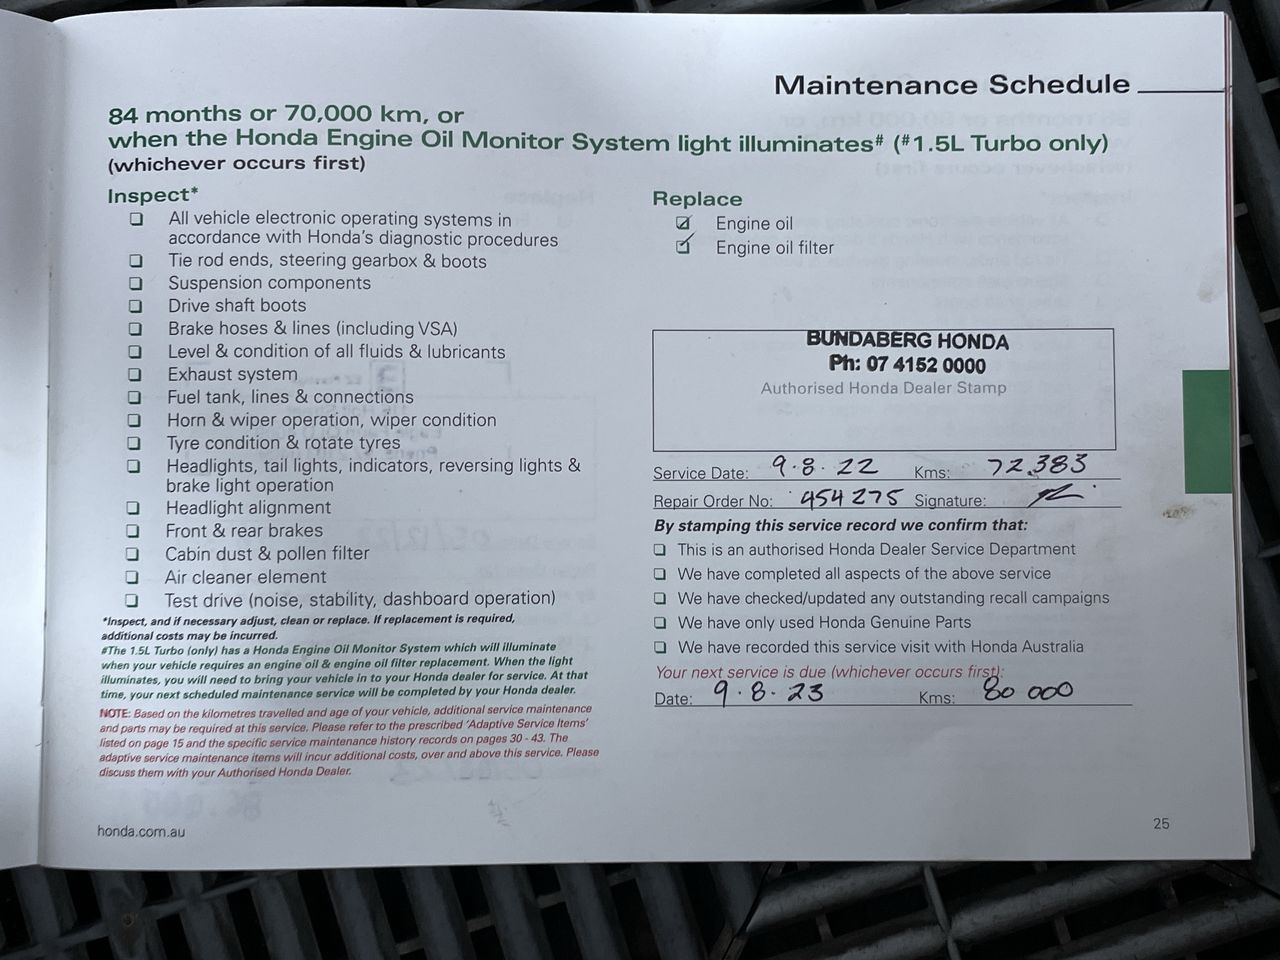 Maintenance Schedule
84 months or 70,000 km, or
when the Honda Engine Oil Monitor System light illuminates# (#1.5L Turbo only)
(whichever occurs first)
Inspect*
All vehicle electronic operating systems in
accordance with Honda's diagnostic procedures
Tie rod ends, steering gearbox & boots
Suspension components
Drive shaft boots
Brake hoses & lines (including VSA)
Level & condition of all fluids & lubricants
Exhaust system
Fuel tank, lines & connections
Horn & wiper operation, wiper condition
Tyre condition & rotate tyres
Headlights, tail lights, indicators, reversing lights &
brake light operation
Headlight alignment
Front & rear brakes
Cabin dust & pollen filter
Air cleaner element
Test drive (noise, stability, dashboard operation)
*Inspect, and if necessary adjust, clean or replace. If replacement is required,
additional costs may be incurred.
#The 1.5L Turbo (only) has a Honda Engine Oil Monitor System which will illuminate
when your vehicle requires an engine oil & engine oil filter replacement. When the light
illuminates, you will need to bring your vehicle in to your Honda dealer for service. At that
time, your next scheduled maintenance service will be completed by your Honda dealer.
NOTE: Based on the kilometres travelled and age of your vehicle, additional service maintenance
and parts may be required at this service. Please refer to the prescribed 'Adaptive Service Items'
listed on page 15 and the specific service maintenance history records on pages 30 - 43. The
adaptive service maintenance items will incur additional costs, over and above this service. Please
discuss them with your Authorised Honda Dealer.
honda.com.au
Replace
Engine oil
Engine oil filter
BUNDABERG HONDA
Ph: 07 4152 0000
Authorised Honda Dealer Stamp
Service Date: 9.8.22 Kms: 72,383
Repair Order No: 454275 Signature:
By stamping this service record we confirm that:
This is an authorised Honda Dealer Service Department
We have completed all aspects of the above service
We have checked/updated any outstanding recall campaigns
We have only used Honda Genuine Parts
We have recorded this service visit with Honda Australia
Your next service is due (whichever occurs first):
Date: 9.8.23 Kms: 80 000
25